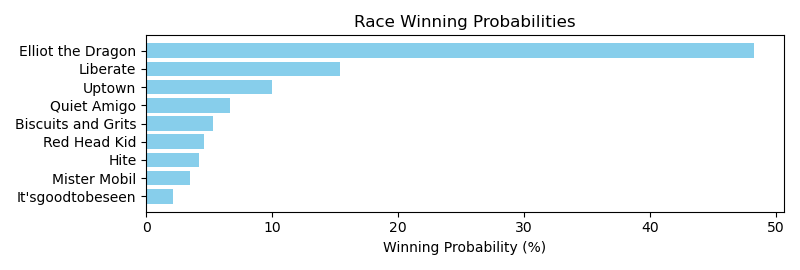 Race Winning Probabilities
Elliot the Dragon
Liberate
Uptown
Quiet Amigo
Biscuits and Grits
Red Head Kid
Hite
Mister Mobil
It'sgoodtobeseen
0 10 20 30 40 50
Winning Probability (%)